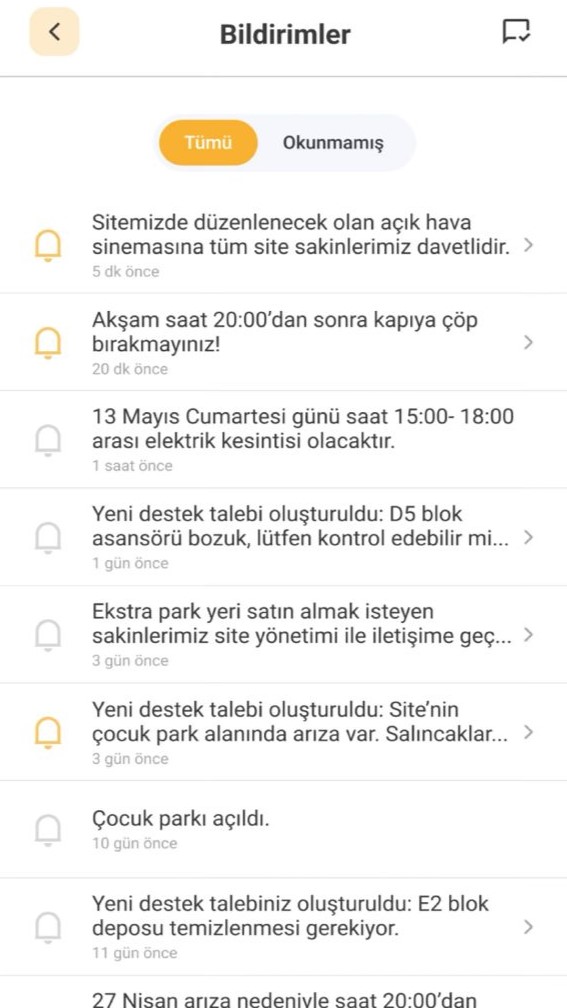 Bildirimler
Tümü
Okunmamış
Sitemizde düzenlenecek olan açık hava
sinemasına tüm site sakinlerimiz davetlidir.
5 dk önce
Akşam saat 20:00’dan sonra kapıya çöp
bırakmayınız!
20 dk önce
13 Mayıs Cumartesi günü saat 15:00- 18:00
arası elektrik kesintisi olacaktır.
1 saat önce
Yeni destek talebi oluşturuldu: D5 blok
asansörü bozuk, lütfen kontrol edebilir mi...
1 gün önce
Ekstra park yeri satın almak isteyen
sakinlerimiz site yönetimi ile iletişime geç...
3 gün önce
Yeni destek talebi oluşturuldu: Site’nin
çocuk park alanında arıza var. Salıncaklar...
3 gün önce
Çocuk parkı açıldı.
10 gün önce
Yeni destek talebiniz oluşturuldu: E2 blok
deposu temizlenmesi gerekiyor.
11 gün önce
27 Nisan arıza nedeniyle saat 20:00’dan